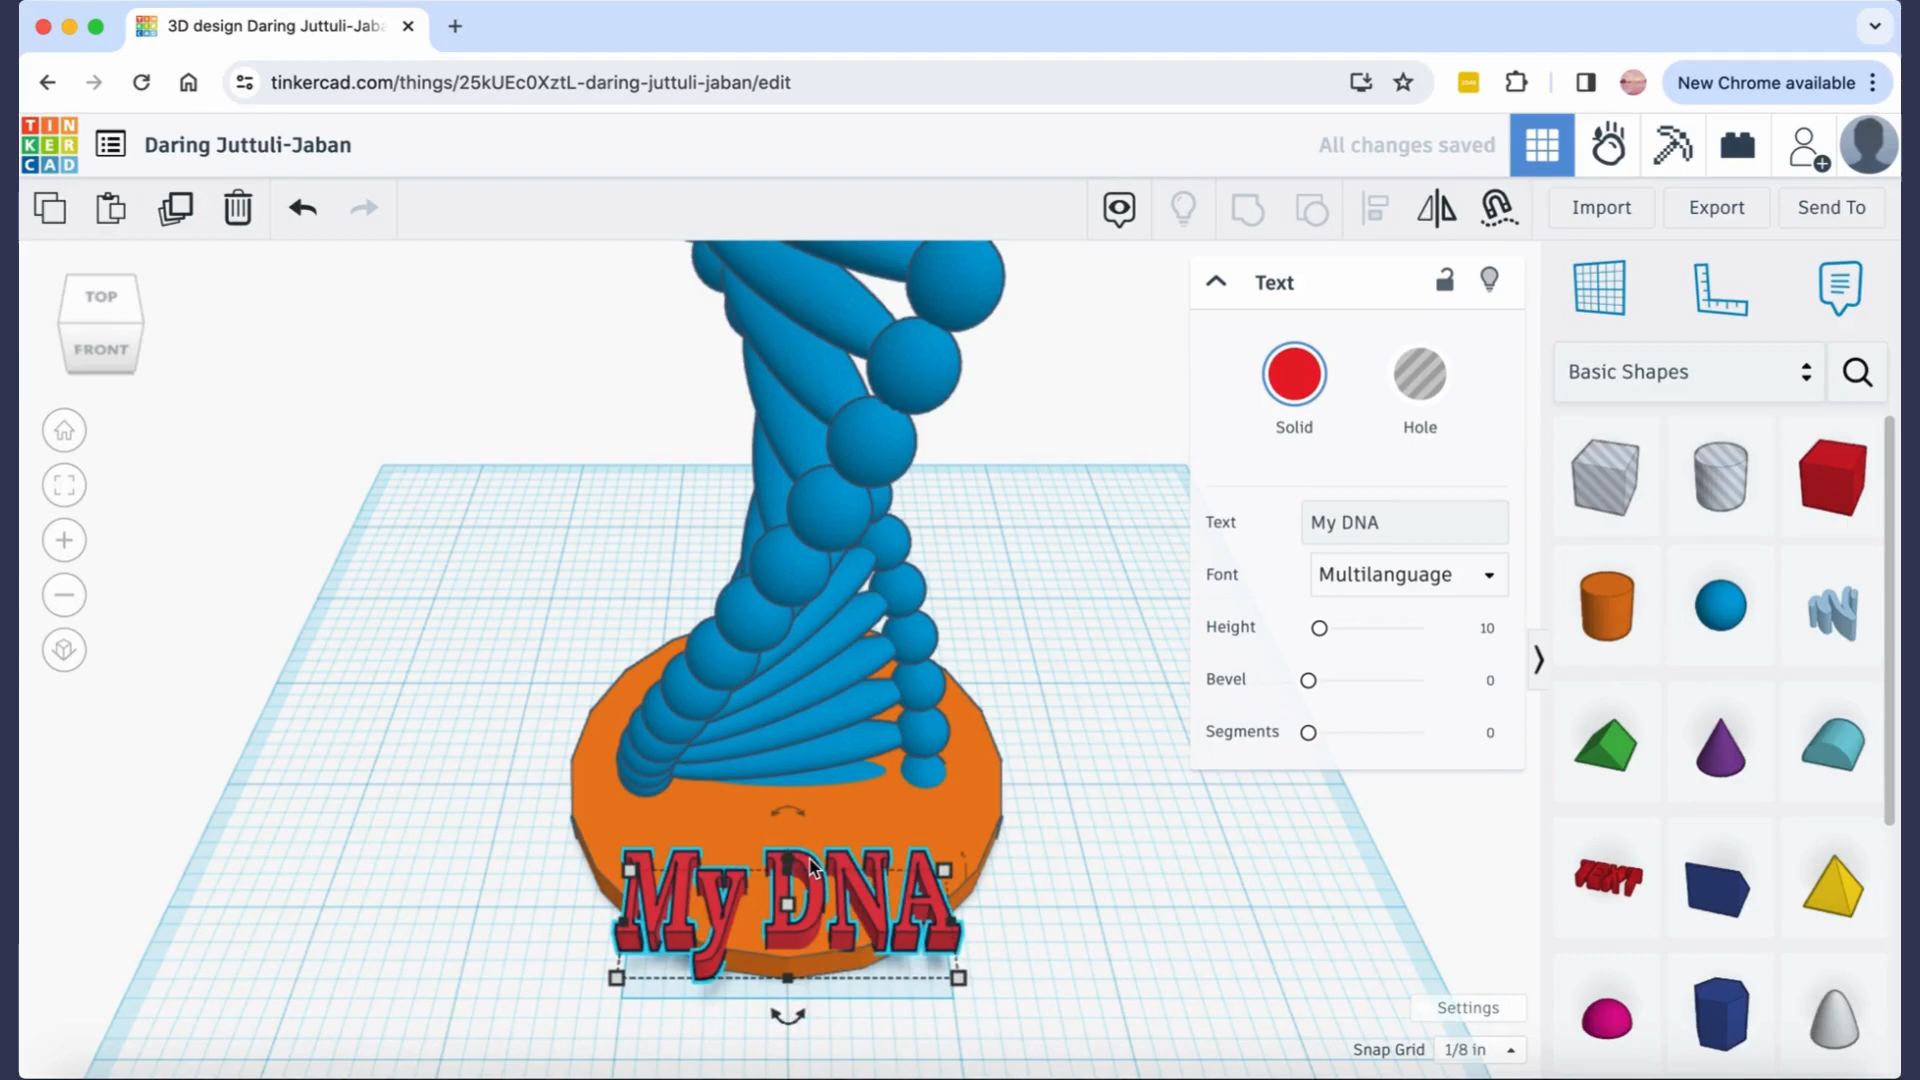 3D design Daring Juttuli-Jaba
tinkercad.com/things/25kUEc0XztL-daring-juttuli-jaban/edit
New Chrome available
TIN
KER
CAD
Daring Juttuli-Jaban
All changes saved
Import
Export
Send To
TOP
FRONT
Text
Solid
Hole
Text
My DNA
Font
Multilanguage
Height
10
Bevel
0
Segments
0
Basic Shapes
TEXT
My DNA
Settings
Snap Grid
1/8 in